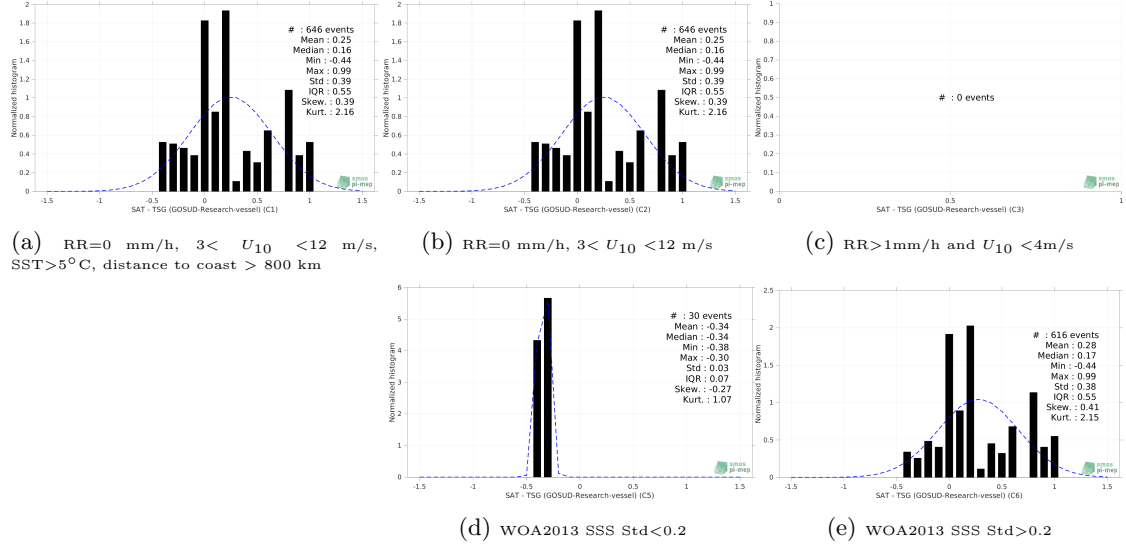 2
1.8
1.6
1.4
1.2
1
0.8
0.6
0.4
0.2
0
Normalized histogram
# : 646 events
Mean : 0.25
Median : 0.16
Min : -0.44
Max : 0.99
Std : 0.39
IQR : 0.55
Skew. : 0.39
Kurt. : 2.16
smos
pi-mep
-1.5 -1 -0.5 0 0.5 1 1.5
SAT - TSG (GOSUD-Research-vessel) (C1)
(a) RR=0 mm/h, 3< U10 <12 m/s,
SST>5°C, distance to coast > 800 km
2
1.8
1.6
1.4
1.2
1
0.8
0.6
0.4
0.2
0
Normalized histogram
# : 646 events
Mean : 0.25
Median : 0.16
Min : -0.44
Max : 0.99
Std : 0.39
IQR : 0.55
Skew. : 0.39
Kurt. : 2.16
smos
pi-mep
-1.5 -1 -0.5 0 0.5 1 1.5
SAT - TSG (GOSUD-Research-vessel) (C2)
(b) RR=0 mm/h, 3< U10 <12 m/s
1
0.9
0.8
0.7
0.6
0.5
0.4
0.3
0.2
0.1
0
Normalized histogram
# : 0 events
smos
pi-mep
0 0.5 1
SAT - TSG (GOSUD-Research-vessel) (C3)
(c) RR>1mm/h and U10 <4m/s
6
5
4
3
2
1
0
Normalized histogram
# : 30 events
Mean : -0.34
Median : -0.34
Min : -0.38
Max : -0.30
Std : 0.03
IQR : 0.07
Skew. : -0.27
Kurt. : 1.07
smos
pi-mep
-1.5 -1 -0.5 0 0.5 1 1.5
SAT - TSG (GOSUD-Research-vessel) (C5)
(d) WOA2013 SSS Std<0.2
2.5
2
1.5
1
0.5
0
Normalized histogram
# : 616 events
Mean : 0.28
Median : 0.17
Min : -0.44
Max : 0.99
Std : 0.38
IQR : 0.55
Skew. : 0.41
Kurt. : 2.15
smos
pi-mep
-1.5 -1 -0.5 0 0.5 1 1.5
SAT - TSG (GOSUD-Research-vessel) (C6)
(e) WOA2013 SSS Std>0.2